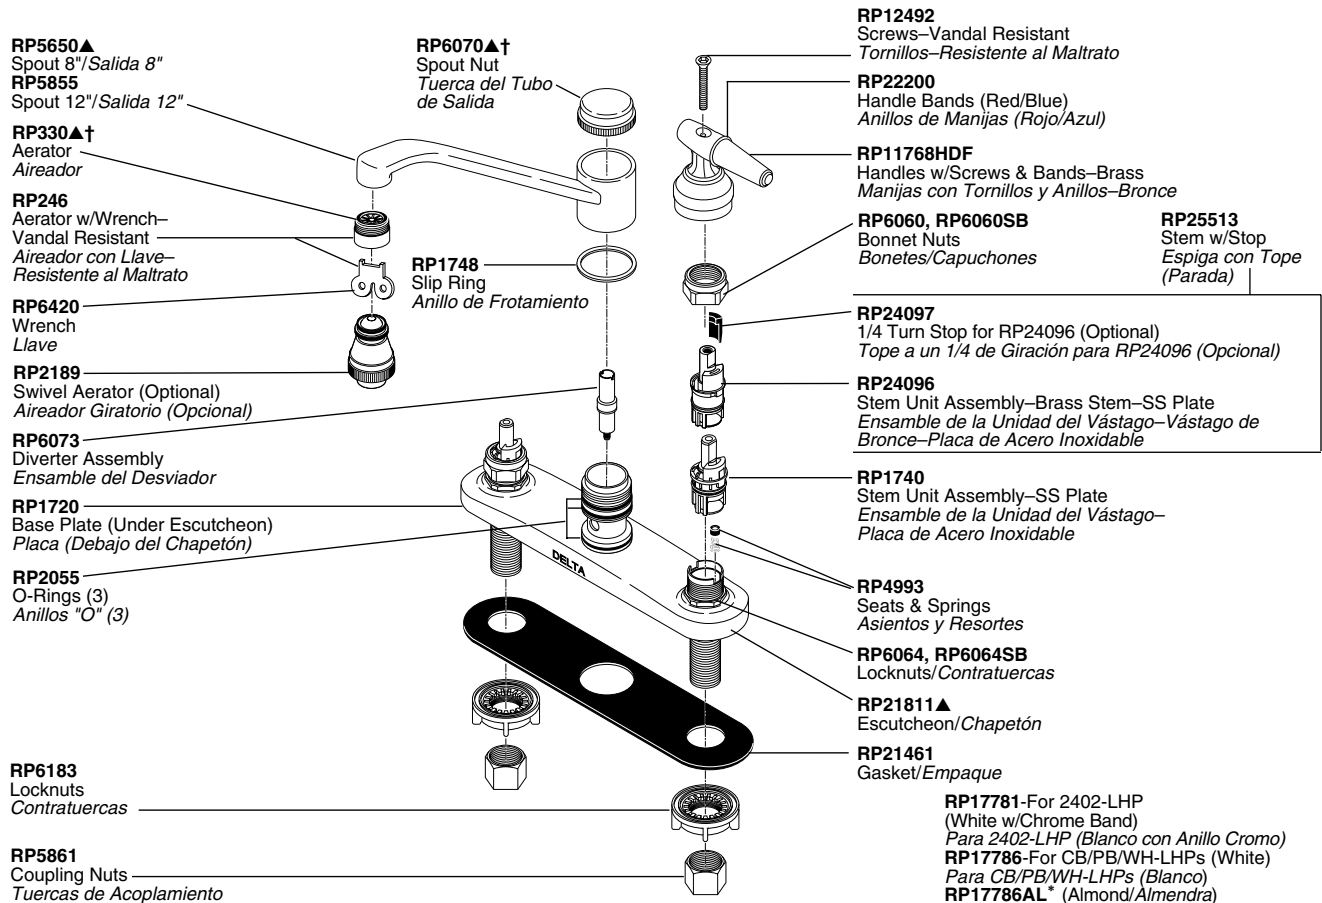 RP5650▲
Spout 8"/Salida 8"
RP5855
Spout 12"/Salida 12"
RP330▲†
Aerator
Aireador
RP246
Aerator w/Wrench–
Vandal Resistant
Aireador con Llave–
Resistente al Maltrato
RP6420
Wrench
Llave
RP2189
Swivel Aerator (Optional)
Aireador Giratorio (Opcional)
RP6073
Diverter Assembly
Ensamble del Desviador
RP1720
Base Plate (Under Escutcheon)
Placa (Debajo del Chapetón)
RP2055
O-Rings (3)
Anillos "O" (3)
RP6183
Locknuts
Contratuercas
RP5861
Coupling Nuts
Tuercas de Acoplamiento
RP6070▲†
Spout Nut
Tuerca del Tubo
de Salida
RP1748
Slip Ring
Anillo de Frotamiento
DELTA
RP12492
Screws–Vandal Resistant
Tornillos–Resistente al Maltrato
RP22200
Handle Bands (Red/Blue)
Anillos de Manijas (Rojo/Azul)
RP11768HDF
Handles w/Screws & Bands–Brass
Manijas con Tornillos y Anillos–Bronce
RP6060, RP6060SB
Bonnet Nuts
Bonetes/Capuchones
RP25513
Stem w/Stop
Espiga con Tope
(Parada)
RP24097
1/4 Turn Stop for RP24096 (Optional)
Tope a un 1/4 de Giración para RP24096 (Opcional)
RP24096
Stem Unit Assembly–Brass Stem–SS Plate
Ensamble de la Unidad del Vástago–Vástago de
Bronce–Placa de Acero Inoxidable
RP1740
Stem Unit Assembly–SS Plate
Ensamble de la Unidad del Vástago–
Placa de Acero Inoxidable
RP4993
Seats & Springs
Asientos y Resortes
RP6064, RP6064SB
Locknuts/Contratuercas
RP21811▲
Escutcheon/Chapetón
RP21461
Gasket/Empaque
RP17781-For 2402-LHP
(White w/Chrome Band)
Para 2402-LHP (Blanco con Anillo Cromo)
RP17786-For CB/PB/WH-LHPs (White)
Para CB/PB/WH-LHPs (Blanco)
RP17786AL* (Almond/Almendra)